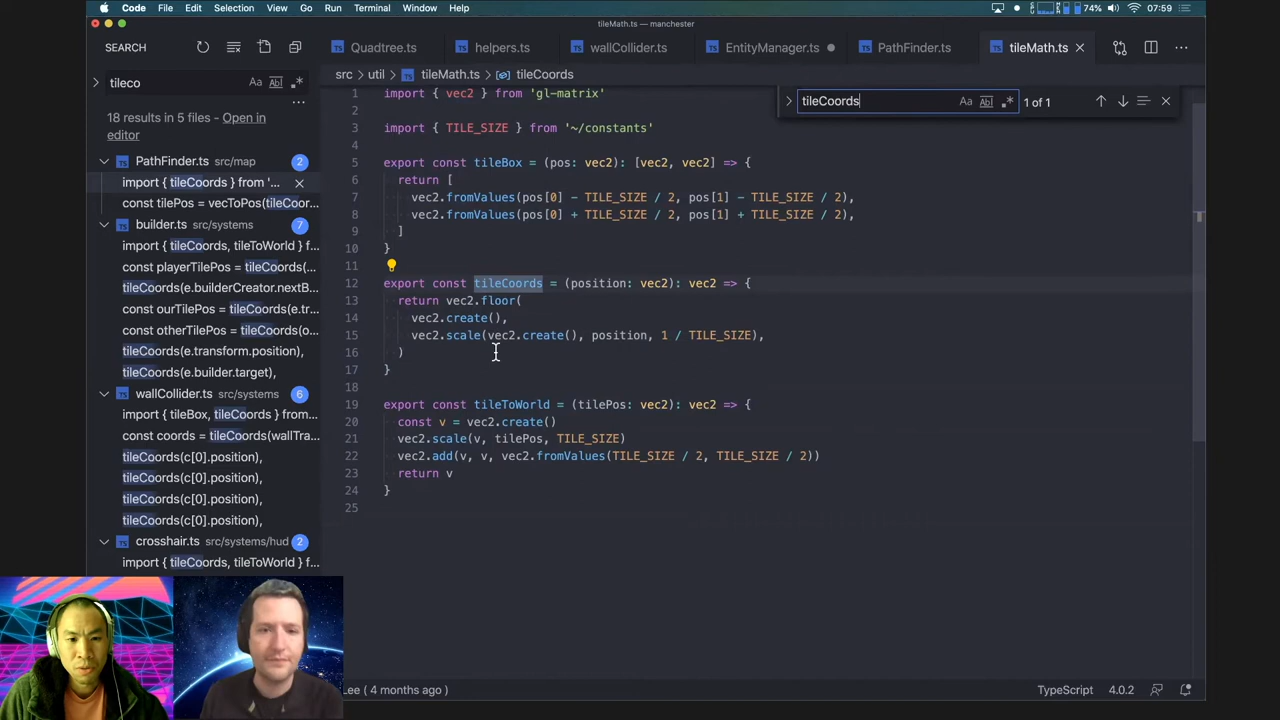 Code File Edit Selection View Go Run Terminal Window Help 74% 07:59
tileMath.ts — manchester
SEARCH
Quadtree.ts helpers.ts wallCollider.ts EntityManager.ts PathFinder.ts tileMath.ts
tileco
src > util > tileMath.ts > tileCoords
tileCoords
1 of 1
18 results in 5 files - Open in
editor
PathFinder.ts src/map 2
import { tileCoords } from '...
const tilePos = vecToPos(tileCoor...
builder.ts src/systems 7
import { tileCoords, tileToWorld } f...
const playerTilePos = tileCoords(...
tileCoords(e.builderCreator.nextB...
const ourTilePos = tileCoords(e.tr...
const otherTilePos = tileCoords(o...
tileCoords(e.transform.position),
tileCoords(e.builder.target),
wallCollider.ts src/systems 6
import { tileBox, tileCoords } from...
const coords = tileCoords(wallTra...
tileCoords(c[0].position),
tileCoords(c[0].position),
tileCoords(c[0].position),
tileCoords(c[0].position),
crosshair.ts src/systems/hud 2
import { tileCoords, tileToWorld } f...
1 import { vec2 } from 'gl-matrix'
2
3 import { TILE_SIZE } from '~/constants'
4
5 export const tileBox = (pos: vec2): [vec2, vec2] => {
6 return [
7 vec2.fromValues(pos[0] - TILE_SIZE / 2, pos[1] - TILE_SIZE / 2),
8 vec2.fromValues(pos[0] + TILE_SIZE / 2, pos[1] + TILE_SIZE / 2),
9 ]
10 }
11
12 export const tileCoords = (position: vec2): vec2 => {
13 return vec2.floor(
14 vec2.create(),
15 vec2.scale(vec2.create(), position, 1 / TILE_SIZE),
16 )
17 }
18
19 export const tileToWorld = (tilePos: vec2): vec2 => {
20 const v = vec2.create()
21 vec2.scale(v, tilePos, TILE_SIZE)
22 vec2.add(v, v, vec2.fromValues(TILE_SIZE / 2, TILE_SIZE / 2))
23 return v
24 }
25
Lee ( 4 months ago )
TypeScript 4.0.2